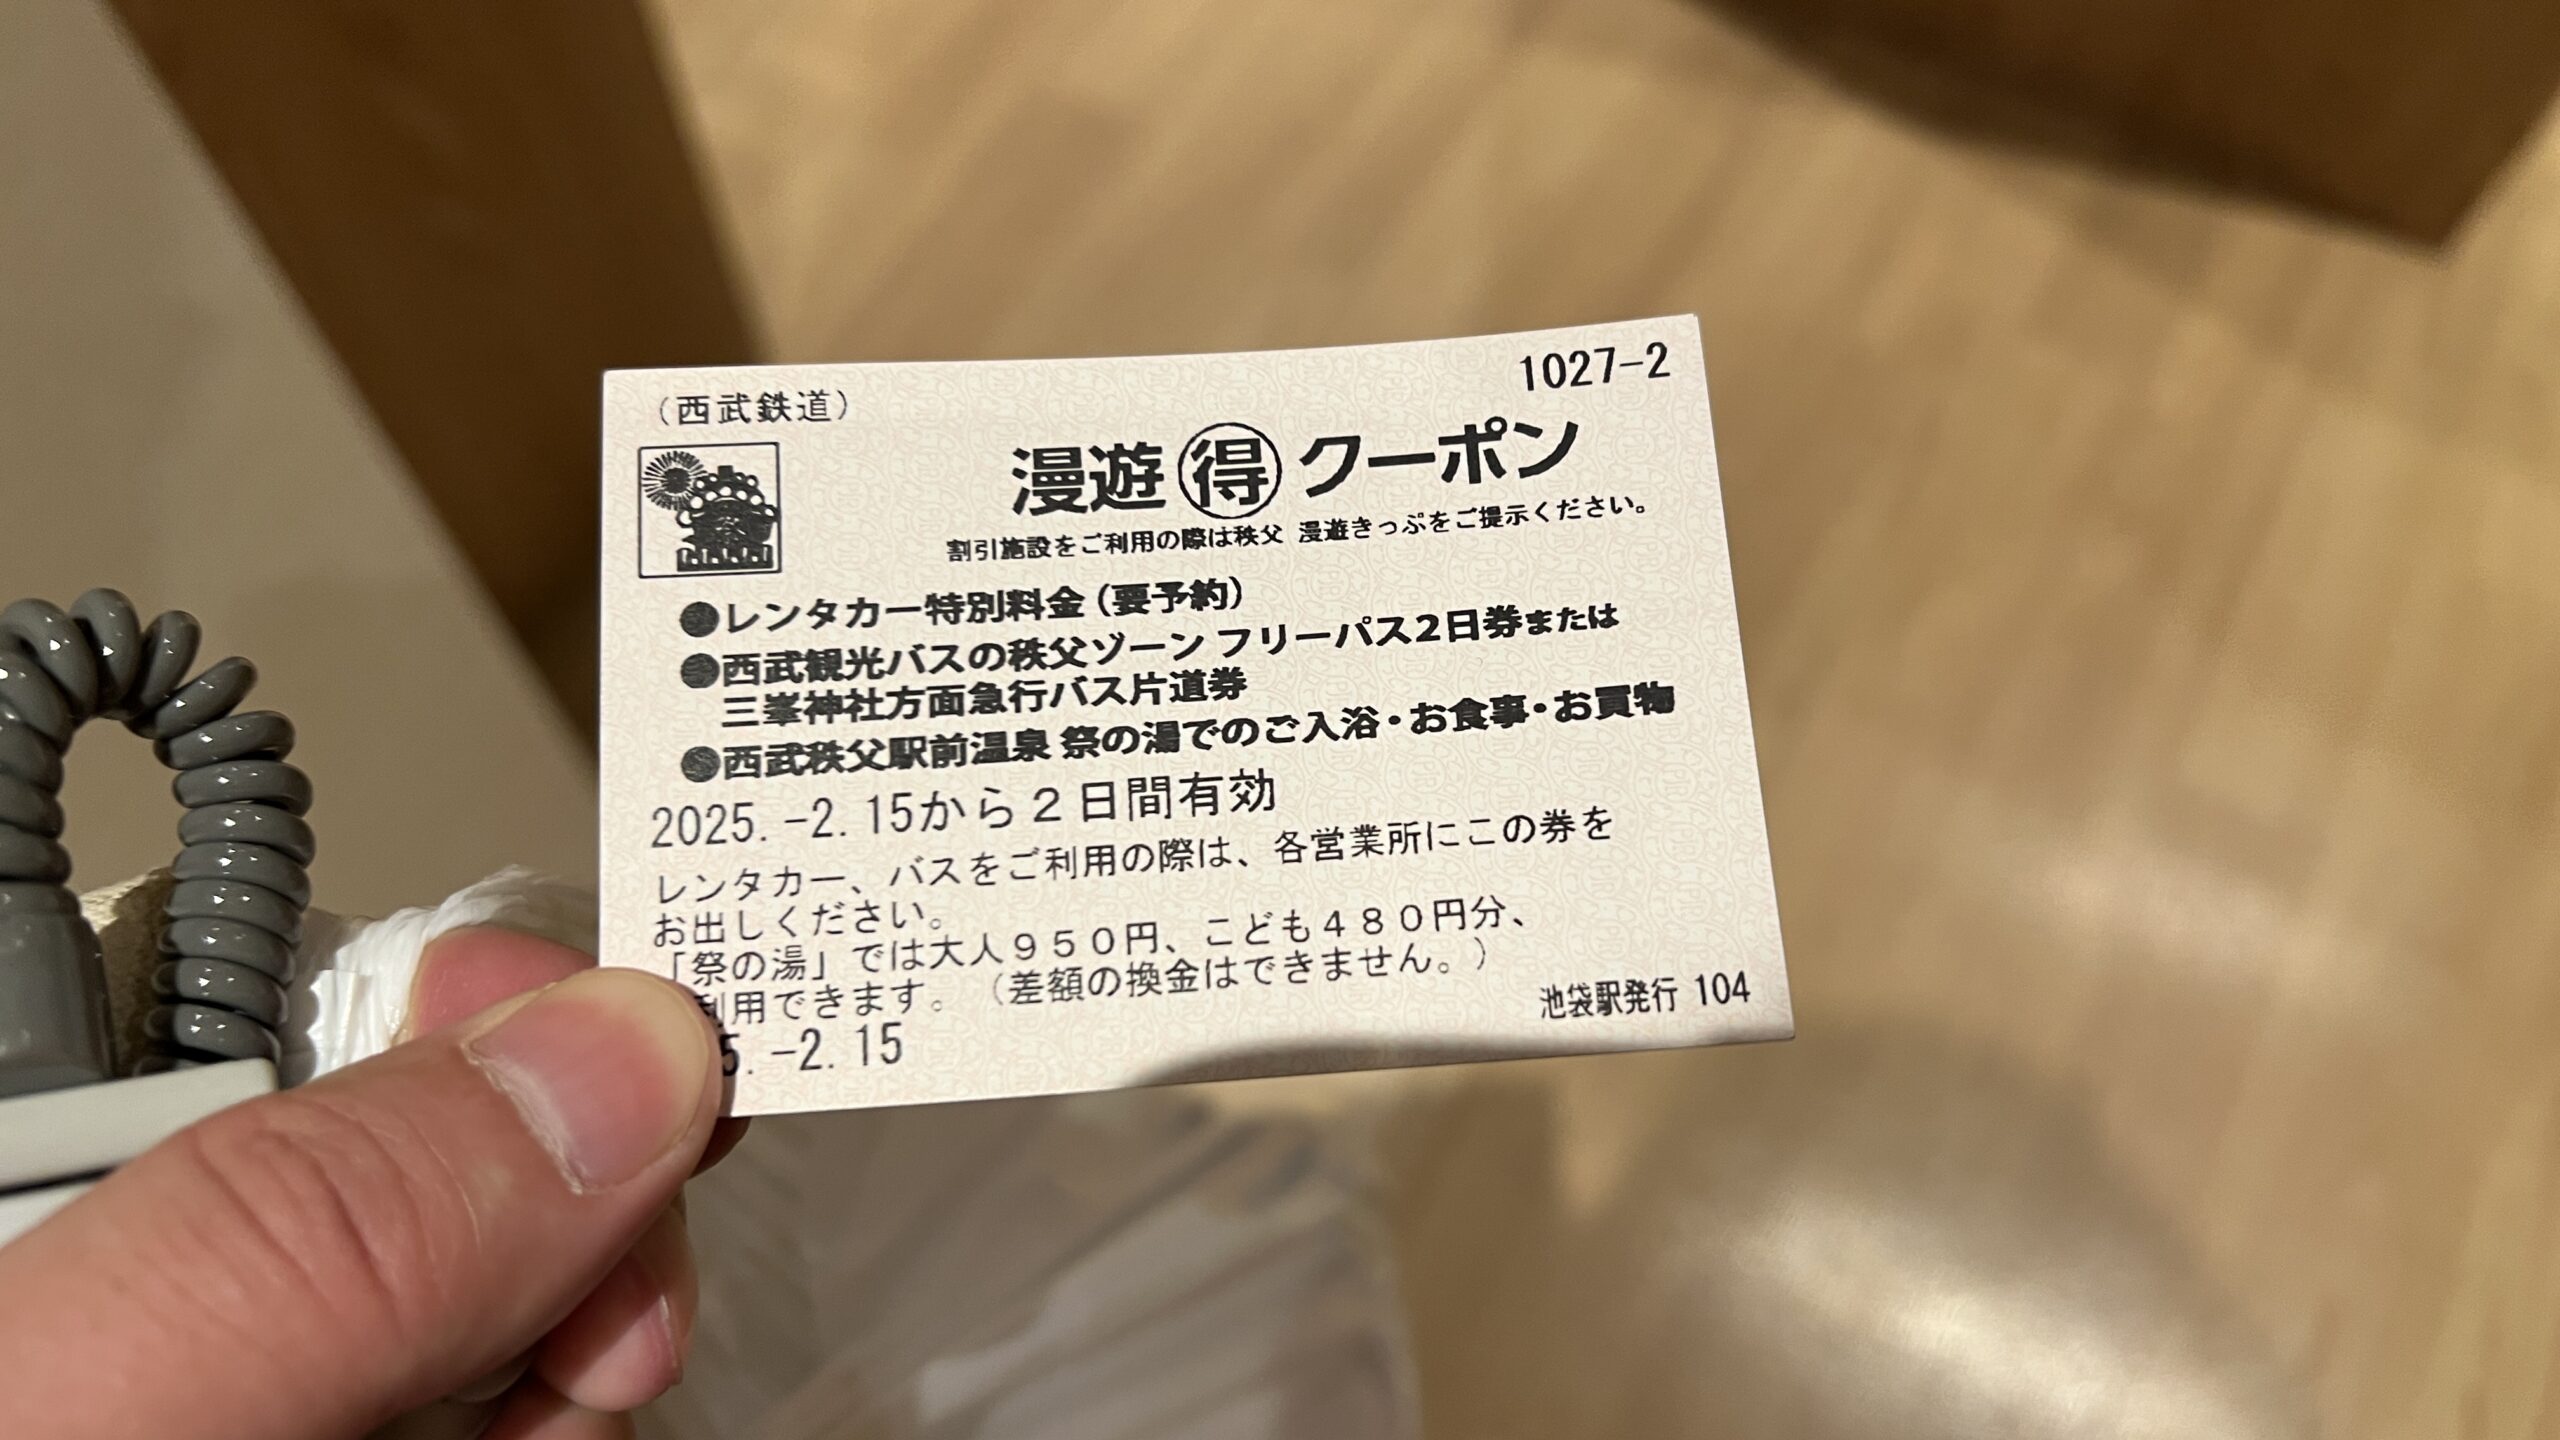 1027-2
（西武鉄道）
漫遊得クーポン
割引施設をご利用の際は秩父 漫遊きっぷをご提示ください。
●レンタカー特別料金（要予約）
●西武観光バスの秩父ゾーン フリーパス2日券または
三峯神社方面急行バス片道券
●西武秩父駅前温泉 祭の湯でのご入浴・お食事・お買物
2025.-2.15から２日間有効
レンタカー、バスをご利用の際は、各営業所にこの券を
お出しください。
「祭の湯」では大人９５０円、こども４８０円分、
利用できます。（差額の換金はできません。）
5.-2.15
池袋駅発行 104